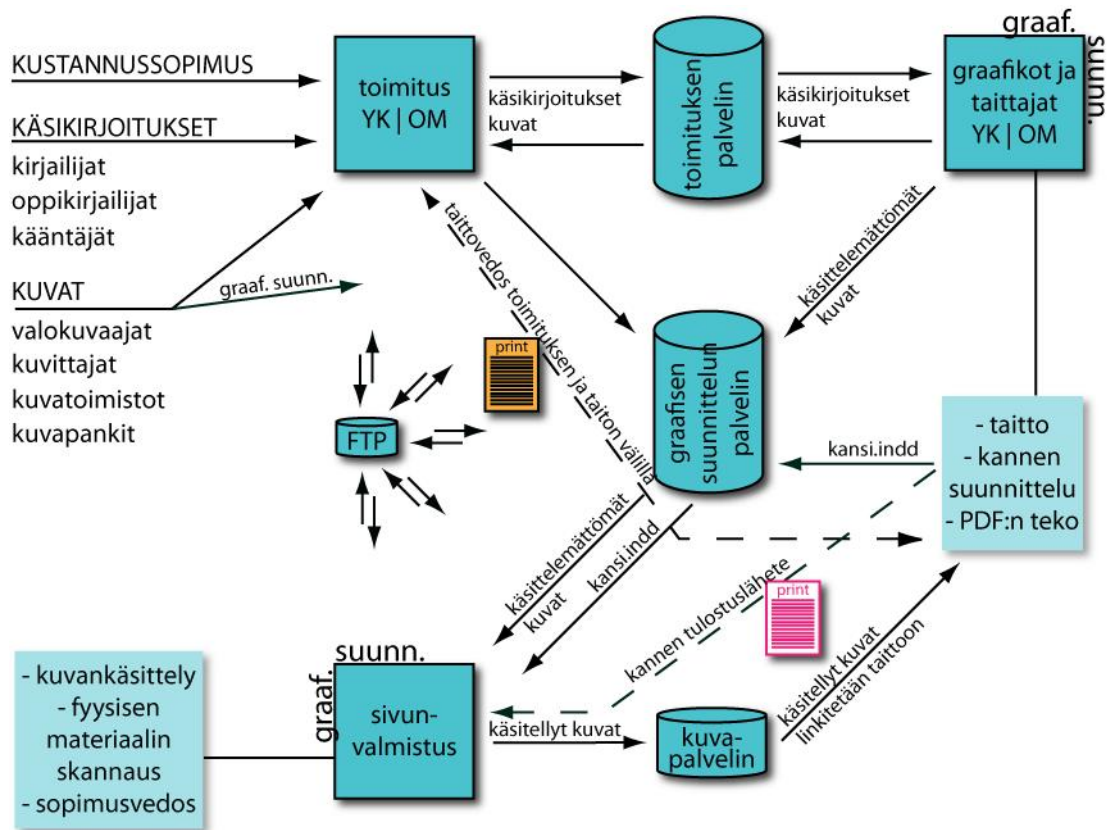 KUSTANNUSSOPIMUS
KÄSIKIRJOITUKSET
kirjailijat
oppikirjailijat
kääntäjät
KUVAT
valokuvaajat
kuvittajat
kuvatoimistot
kuvapankit
graaf. suunn.
toimitus
YK | OM
käsikirjoitukset
kuvat
toimituksen
palvelin
käsikirjoitukset
kuvat
graaf.
suunn.
graafikot ja
taittajat
YK | OM
taittovedos toimituksen ja taiton välillä
käsittelemättömät
kuvat
print
FTP
graafisen
suunnittelun
palvelin
kansi.indd
- taitto
- kannen
suunnittelu
- PDF:n teko
käsittelemättömät
kuvat
kansi.indd
kannen tulostuslähete
print
käsitellyt kuvat
linkitetään taittoon
- kuvankäsittely
- fyysisen
materiaalin
skannaus
- sopimusvedos
graaf.
suunn.
sivun-
valmistus
käsitellyt kuvat
kuva-
palvelin